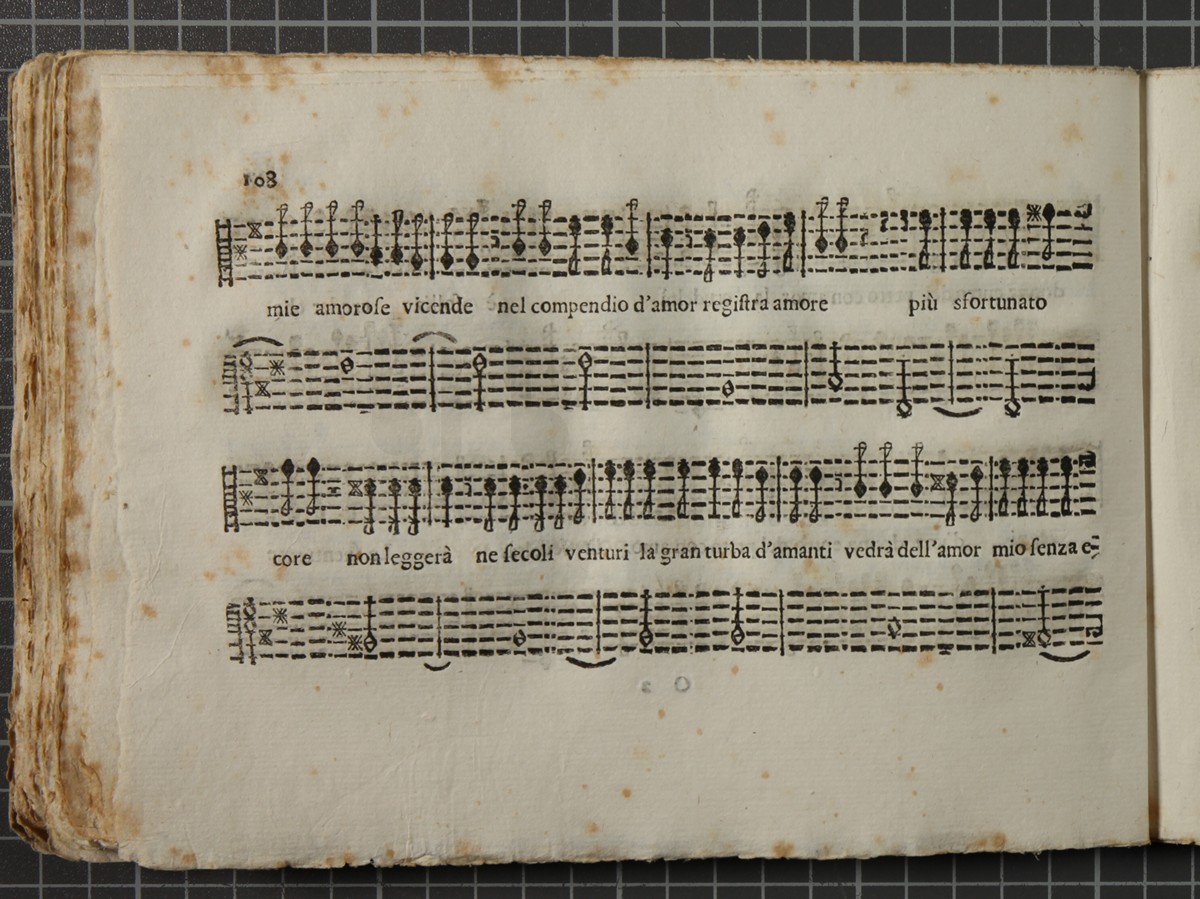 108
mie amoroſe vicende nel compendio d'amor regiſtra amore più sfortunato
core non leggerà ne ſecoli venturi la gran turba d'amanti vedrà dell'amor mio ſenza e-